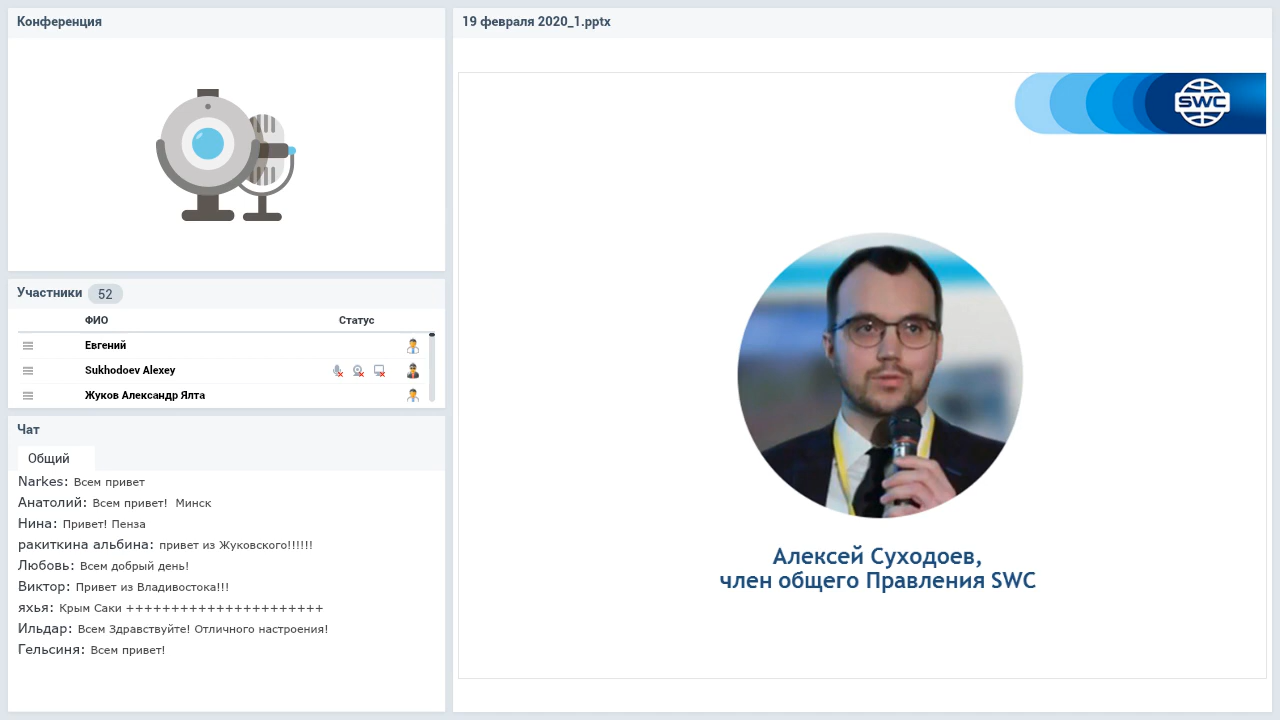 Конференция
Участники 52
ФИО Статус
Евгений
Sukhodoev Alexey
Жуков Александр Ялта
Чат
Общий
Narkes: Всем привет
Анатолий: Всем привет!  Минск
Нина: Привет! Пенза
ракиткина альбина: привет из Жуковского!!!!!!
Любовь: Всем добрый день!
Виктор: Привет из Владивостока!!!
яхья: Крым Саки ++++++++++++++++++++++
Ильдар: Всем Здравствуйте! Отличного настроения!
Гельсиня: Всем привет!
19 февраля 2020_1.pptx
SWC
Алексей Суходоев,
член общего Правления SWC